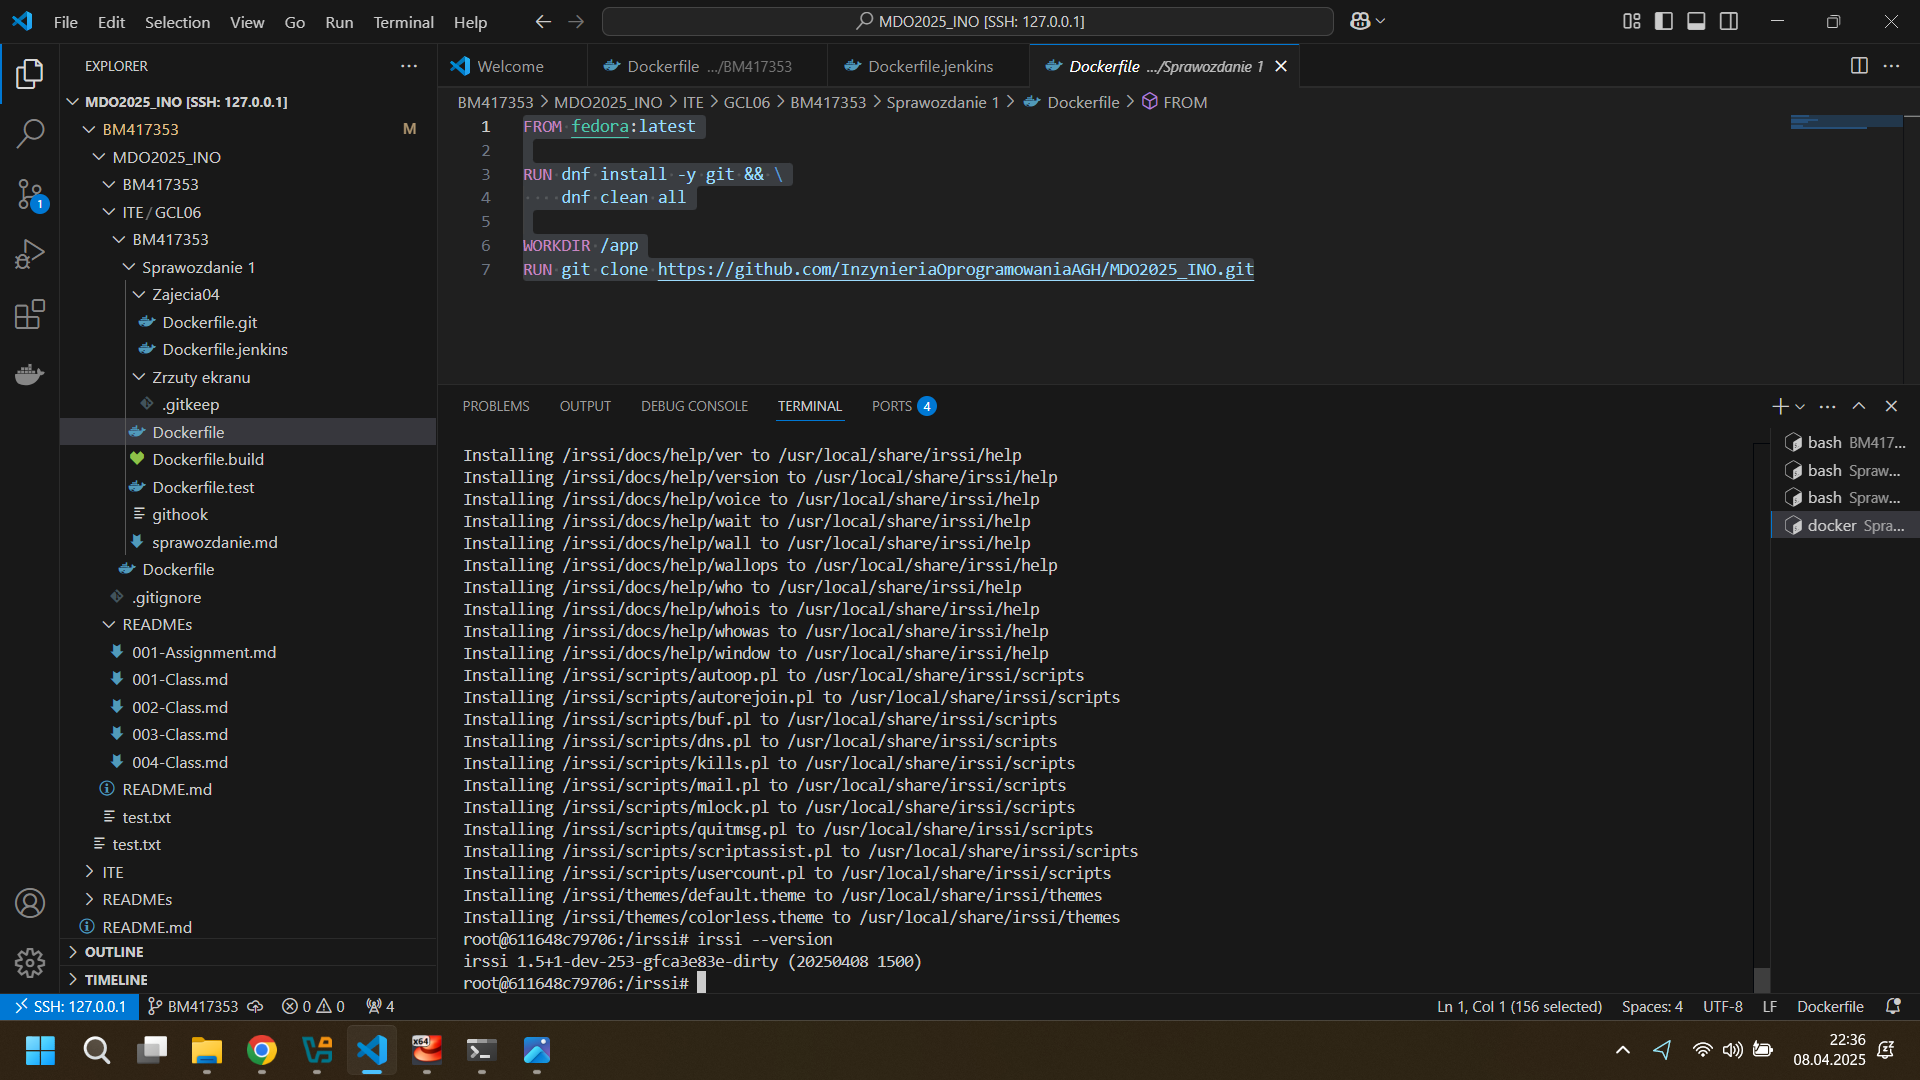 File Edit Selection View Go Run Terminal Help
MDO2025_INO [SSH: 127.0.0.1]
EXPLORER
MDO2025_INO [SSH: 127.0.0.1]
BM417353 M
MDO2025_INO
BM417353
ITE / GCL06
BM417353
Sprawozdanie 1
Zajecia04
Dockerfile.git
Dockerfile.jenkins
Zrzuty ekranu
.gitkeep
Dockerfile
Dockerfile.build
Dockerfile.test
githook
sprawozdanie.md
Dockerfile
.gitignore
READMEs
001-Assignment.md
001-Class.md
002-Class.md
003-Class.md
004-Class.md
README.md
test.txt
test.txt
ITE
READMEs
README.md
OUTLINE
TIMELINE
1
Welcome
Dockerfile .../BM417353
Dockerfile.jenkins
Dockerfile .../Sprawozdanie 1
BM417353 > MDO2025_INO > ITE > GCL06 > BM417353 > Sprawozdanie 1 > Dockerfile > FROM
1 FROM fedora:latest
2
3 RUN dnf install -y git && \
4 dnf clean all
5
6 WORKDIR /app
7 RUN git clone https://github.com/InzynieriaOprogramowaniaAGH/MDO2025_INO.git
PROBLEMS OUTPUT DEBUG CONSOLE TERMINAL PORTS 4
Installing /irssi/docs/help/ver to /usr/local/share/irssi/help
Installing /irssi/docs/help/version to /usr/local/share/irssi/help
Installing /irssi/docs/help/voice to /usr/local/share/irssi/help
Installing /irssi/docs/help/wait to /usr/local/share/irssi/help
Installing /irssi/docs/help/wall to /usr/local/share/irssi/help
Installing /irssi/docs/help/wallops to /usr/local/share/irssi/help
Installing /irssi/docs/help/who to /usr/local/share/irssi/help
Installing /irssi/docs/help/whois to /usr/local/share/irssi/help
Installing /irssi/docs/help/whowas to /usr/local/share/irssi/help
Installing /irssi/docs/help/window to /usr/local/share/irssi/help
Installing /irssi/scripts/autoop.pl to /usr/local/share/irssi/scripts
Installing /irssi/scripts/autorejoin.pl to /usr/local/share/irssi/scripts
Installing /irssi/scripts/buf.pl to /usr/local/share/irssi/scripts
Installing /irssi/scripts/dns.pl to /usr/local/share/irssi/scripts
Installing /irssi/scripts/kills.pl to /usr/local/share/irssi/scripts
Installing /irssi/scripts/mail.pl to /usr/local/share/irssi/scripts
Installing /irssi/scripts/mlock.pl to /usr/local/share/irssi/scripts
Installing /irssi/scripts/quitmsg.pl to /usr/local/share/irssi/scripts
Installing /irssi/scripts/scriptassist.pl to /usr/local/share/irssi/scripts
Installing /irssi/scripts/usercount.pl to /usr/local/share/irssi/scripts
Installing /irssi/themes/default.theme to /usr/local/share/irssi/themes
Installing /irssi/themes/colorless.theme to /usr/local/share/irssi/themes
root@611648c79706:/irssi# irssi --version
irssi 1.5+1-dev-253-gfca3e83e-dirty (20250408 1500)
root@611648c79706:/irssi#
bash BM417...
bash Spraw...
bash Spraw...
docker Spra...
SSH: 127.0.0.1 BM417353 0 0 4
Ln 1, Col 1 (156 selected) Spaces: 4 UTF-8 LF Dockerfile
x64
22:36
08.04.2025